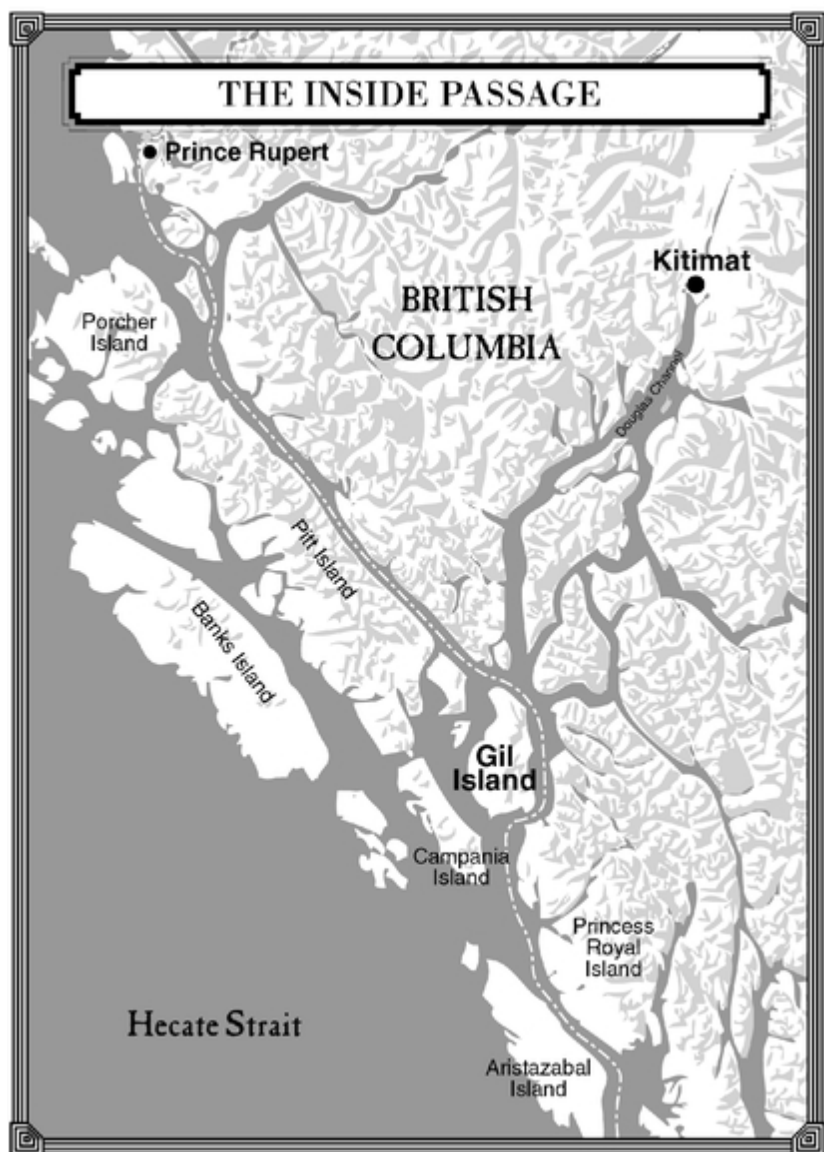 THE INSIDE PASSAGE
Prince Rupert
Kitimat
BRITISH
COLUMBIA
Porcher
Island
Douglas Channel
Pitt Island
Banks Island
Gil
Island
Campania
Island
Princess
Royal
Island
Hecate Strait
Aristazabal
Island